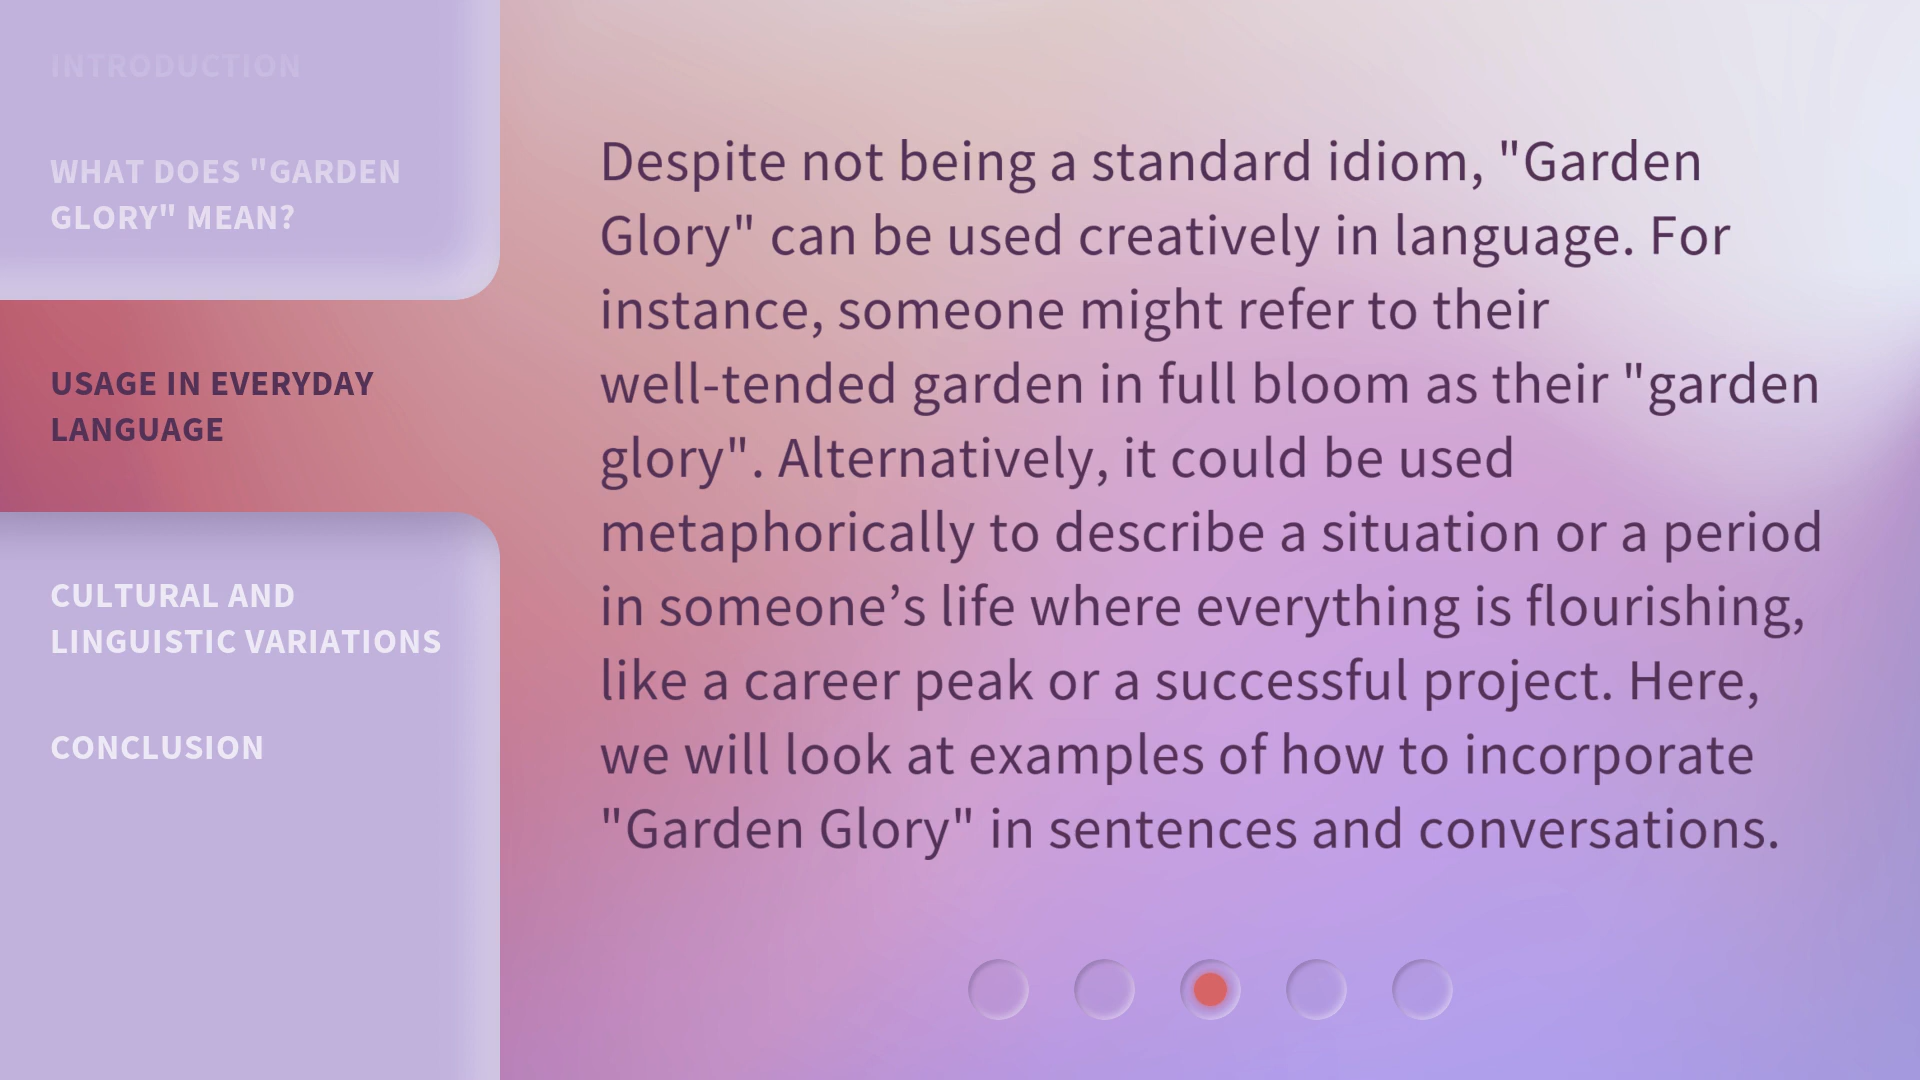 INTRODUCTION
WHAT DOES "GARDEN
GLORY" MEAN?
USAGE IN EVERYDAY
LANGUAGE
CULTURAL AND
LINGUISTIC VARIATIONS
CONCLUSION
Despite not being a standard idiom, "Garden
Glory" can be used creatively in language. For
instance, someone might refer to their
well-tended garden in full bloom as their "garden
glory". Alternatively, it could be used
metaphorically to describe a situation or a period
in someone’s life where everything is flourishing,
like a career peak or a successful project. Here,
we will look at examples of how to incorporate
"Garden Glory" in sentences and conversations.